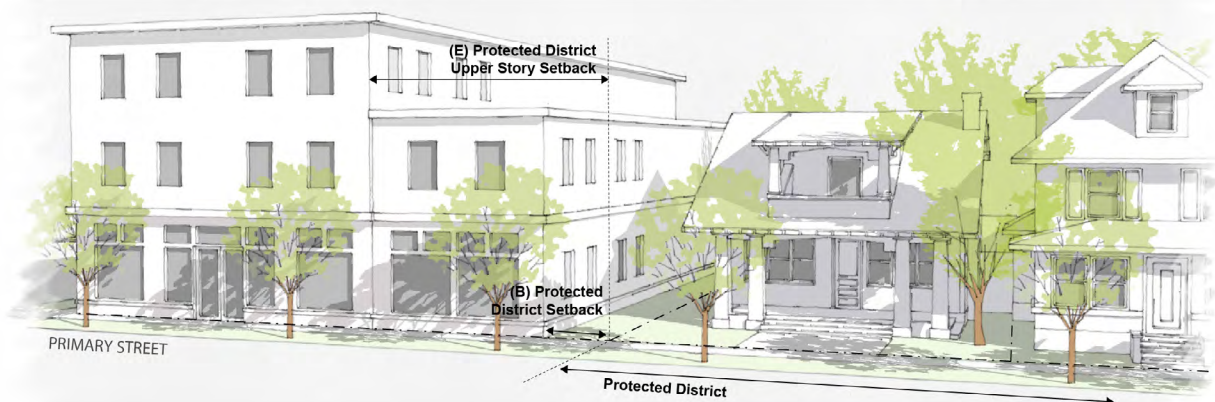 (E) Protected District
Upper Story Setback
(B) Protected
District Setback
PRIMARY STREET
Protected District